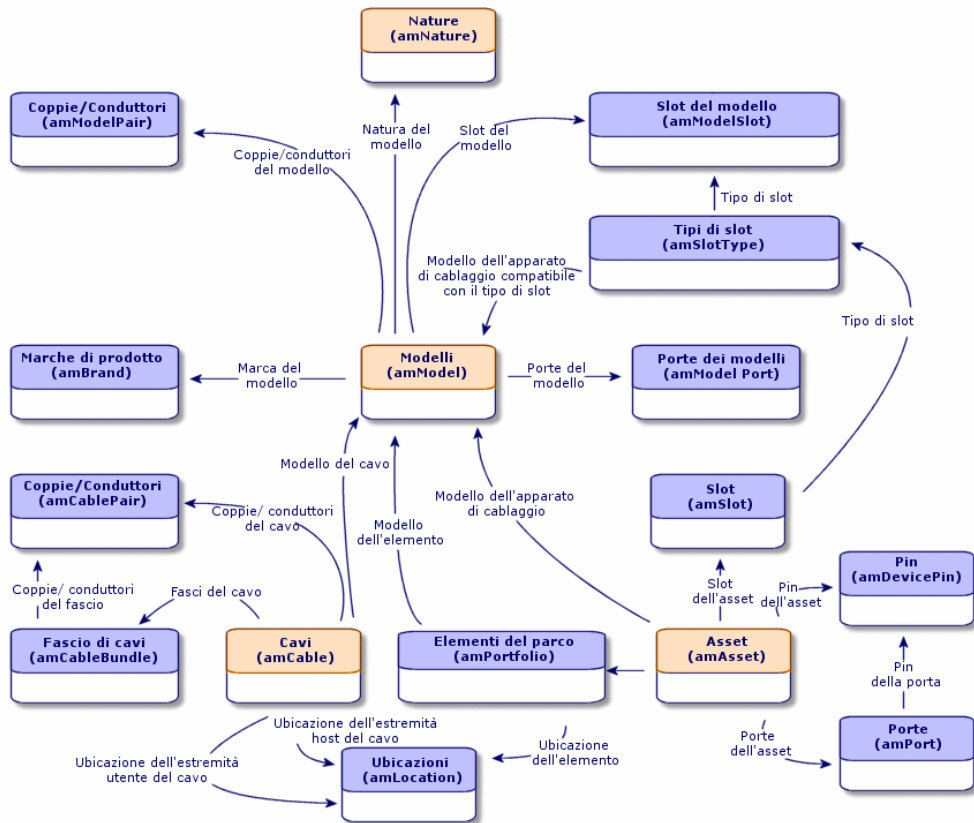 Nature
(amNature)
Coppie/Conduttori
(amModelPair)
Slot del modello
(amModelSlot)
Natura del
modello
Slot del
modello
Coppie/conduttori
del modello
Tipo di slot
Tipi di slot
(amSlotType)
Modello dell'apparato
di cablaggio compatibile
con il tipo di slot
Tipo di slot
Marche di prodotto
(amBrand)
Marca del
modello
Modelli
(amModel)
Porte del
modello
Porte dei modelli
(amModel Port)
Modello del cavo
Coppie/Conduttori
(amCablePair)
Coppie/ conduttori
del cavo
Modello
dell'elemento
Modello dell'apparato
di cablaggio
Slot
(amSlot)
Pin
(amDevicePin)
Coppie/ conduttori
del fascio
Fasci del cavo
Slot
dell'asset
Pin
dell'asset
Fascio di cavi
(amCableBundle)
Cavi
(amCable)
Elementi del parco
(amPortfolio)
Asset
(amAsset)
Pin
della porta
Ubicazione dell'estremità
host del cavo
Ubicazione dell'estremità
utente del cavo
Ubicazioni
(amLocation)
Ubicazione
dell'elemento
Porte
dell'asset
Porte
(amPort)